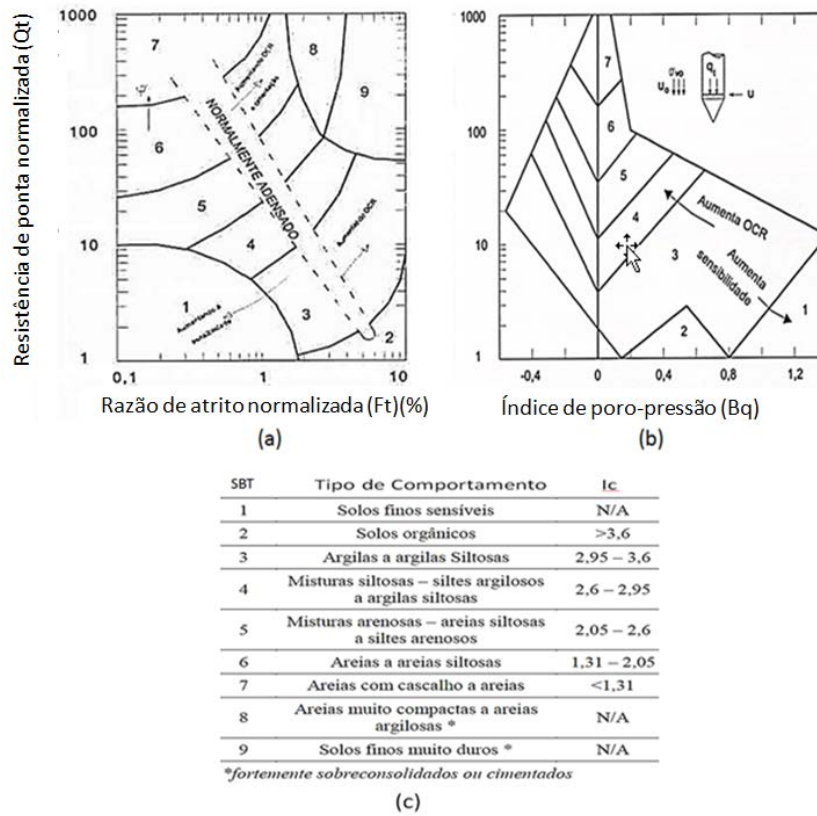 Resistência de ponta normalizada (Qt)
1000
100
10
1
7
8
9
6
NORMALMENTE ADENSADO
5
4
Aumento do OCR
1
3
2
0,1
1
10
Razão de atrito normalizada (Ft)(%)
(a)
1000
100
10
1
7
6
5
4
3
2
1
qt
u
Aumenta OCR
Aumenta
sensibilidade
-0,4
0
0,4
0,8
1,2
Índice de poro-pressão (Bq)
(b)
SBT Tipo de Comportamento Ic
1 Solos finos sensíveis N/A
2 Solos orgânicos >3,6
3 Argilas a argilas Siltosas 2,95 – 3,6
4 Misturas siltosas – siltes argilosos
a argilas siltosas 2,6 – 2,95
5 Misturas arenosas – areias siltosas
a siltes arenosos 2,05 – 2,6
6 Areias a areias siltosas 1,31 – 2,05
7 Areias com cascalho a areias <1,31
8 Areias muito compactas a areias
argilosas * N/A
9 Solos finos muito duros * N/A
*fortemente sobreconsolidados ou cimentados
(c)